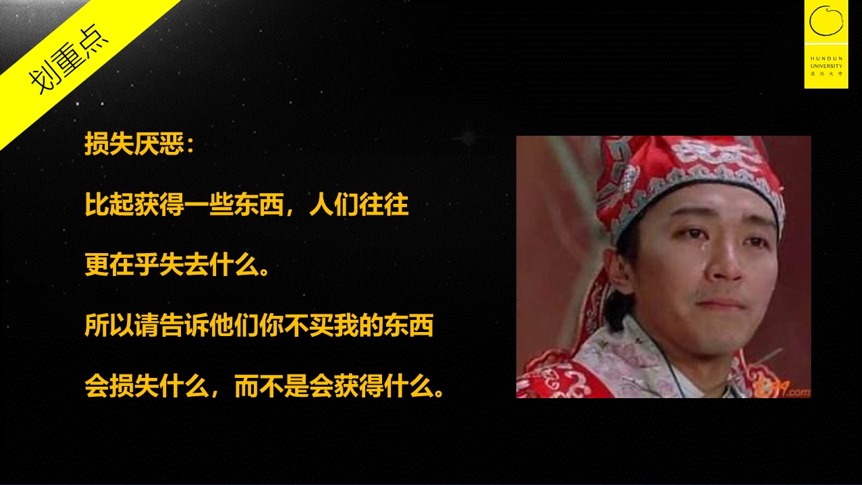 划重点
HUNDUN
UNIVERSITY
混沌大学
损失厌恶：
比起获得一些东西，人们往往
更在乎失去什么。
所以请告诉他们你不买我的东西
会损失什么，而不是会获得什么。